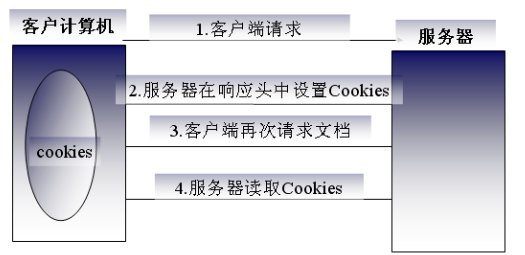 客户计算机
1.客户端请求
服务器
2.服务器在响应头中设置Cookies
3.客户端再次请求文档
cookies
4.服务器读取Cookies